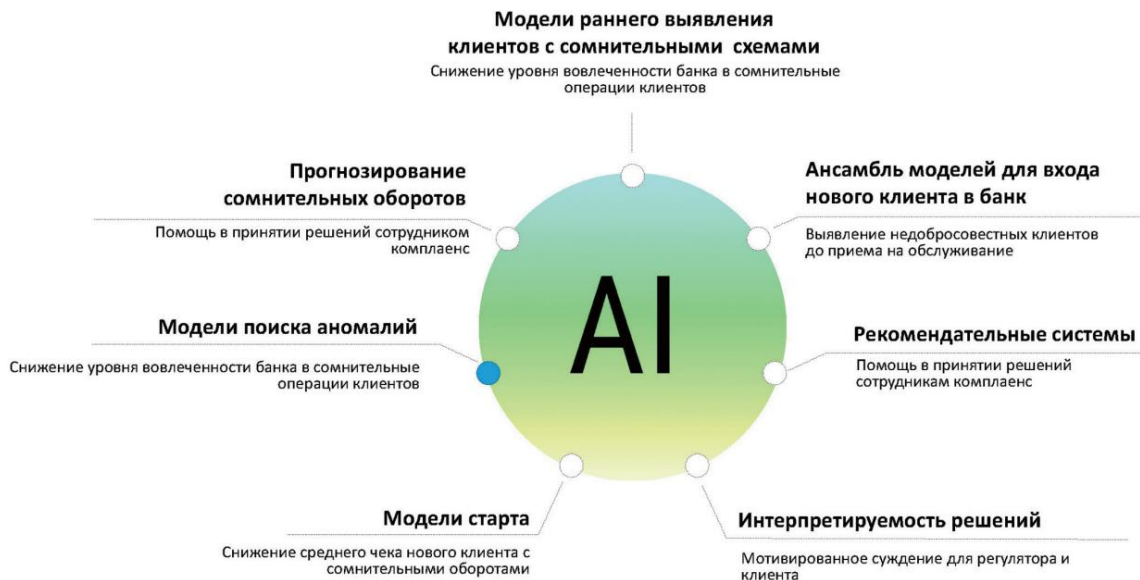 Модели раннего выявления
клиентов с сомнительными схемами
Снижение уровня вовлеченности банка в сомнительные
операции клиентов
Прогнозирование
сомнительных оборотов
Помощь в принятии решений сотрудником
комплаенс
Ансамбль моделей для входа
нового клиента в банк
Выявление недобросовестных клиентов
до приема на обслуживание
AI
Модели поиска аномалий
Снижение уровня вовлеченности банка в сомнительные
операции клиентов
Рекомендательные системы
Помощь в принятии решений
сотрудникам комплаенс
Модели старта
Снижение среднего чека нового клиента с
сомнительными оборотами
Интерпретируемость решений
Мотивированное суждение для регулятора и
клиента